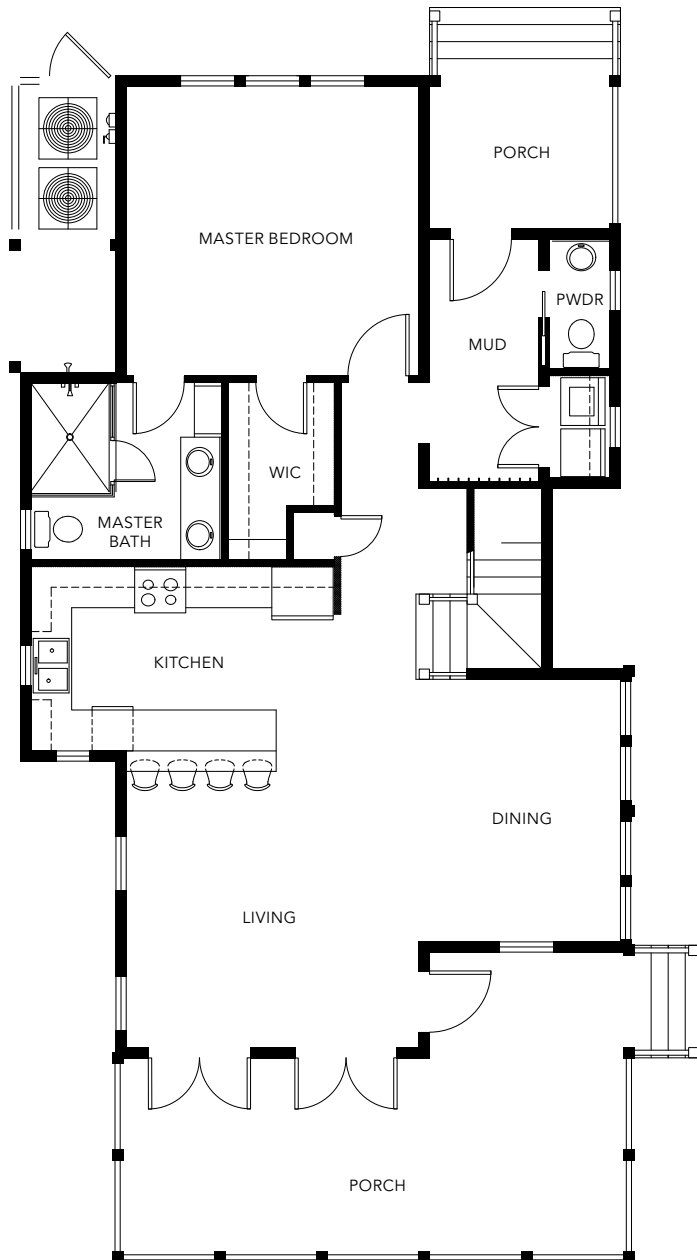 PORCH
MASTER BEDROOM
PWDR
MUD
WIC
MASTER
BATH
KITCHEN
DINING
LIVING
PORCH